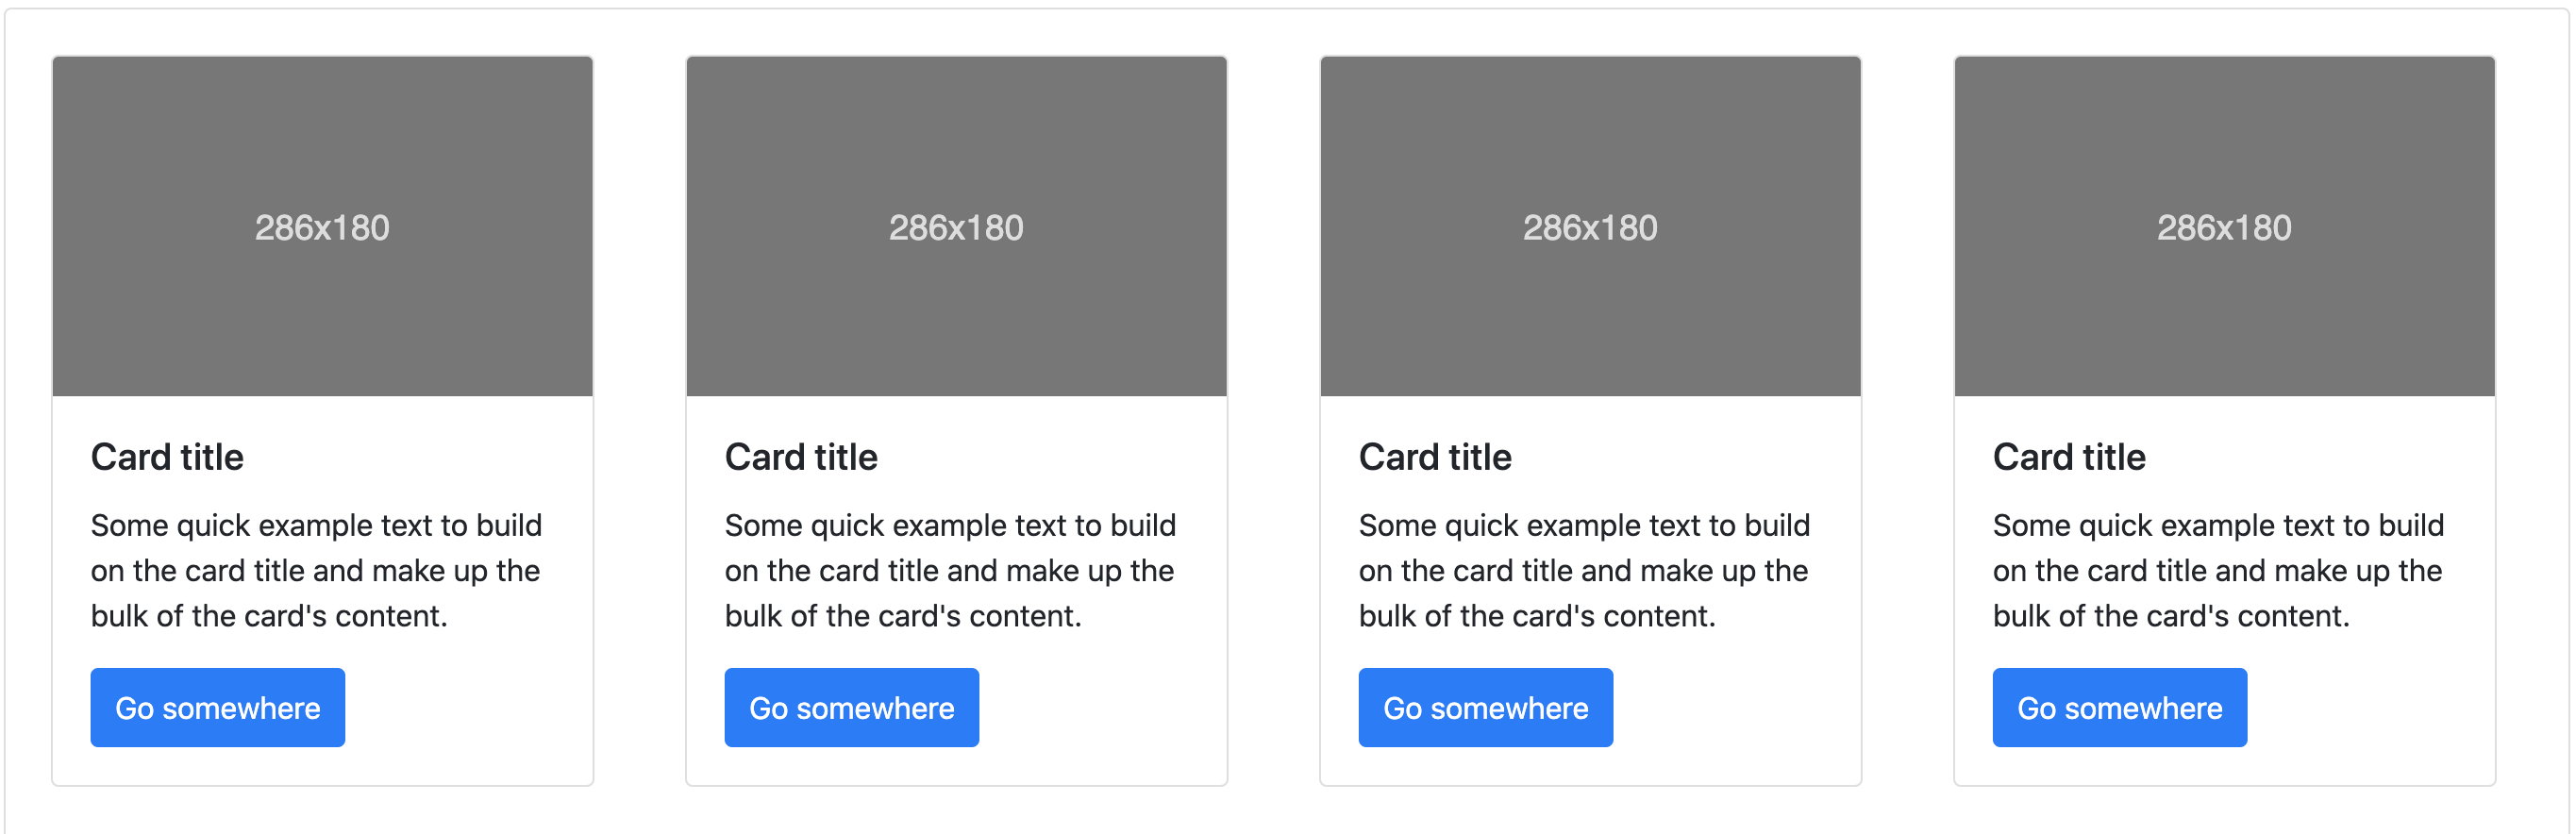 286x180
Card title
Some quick example text to build
on the card title and make up the
bulk of the card's content.
Go somewhere
286x180
Card title
Some quick example text to build
on the card title and make up the
bulk of the card's content.
Go somewhere
286x180
Card title
Some quick example text to build
on the card title and make up the
bulk of the card's content.
Go somewhere
286x180
Card title
Some quick example text to build
on the card title and make up the
bulk of the card's content.
Go somewhere